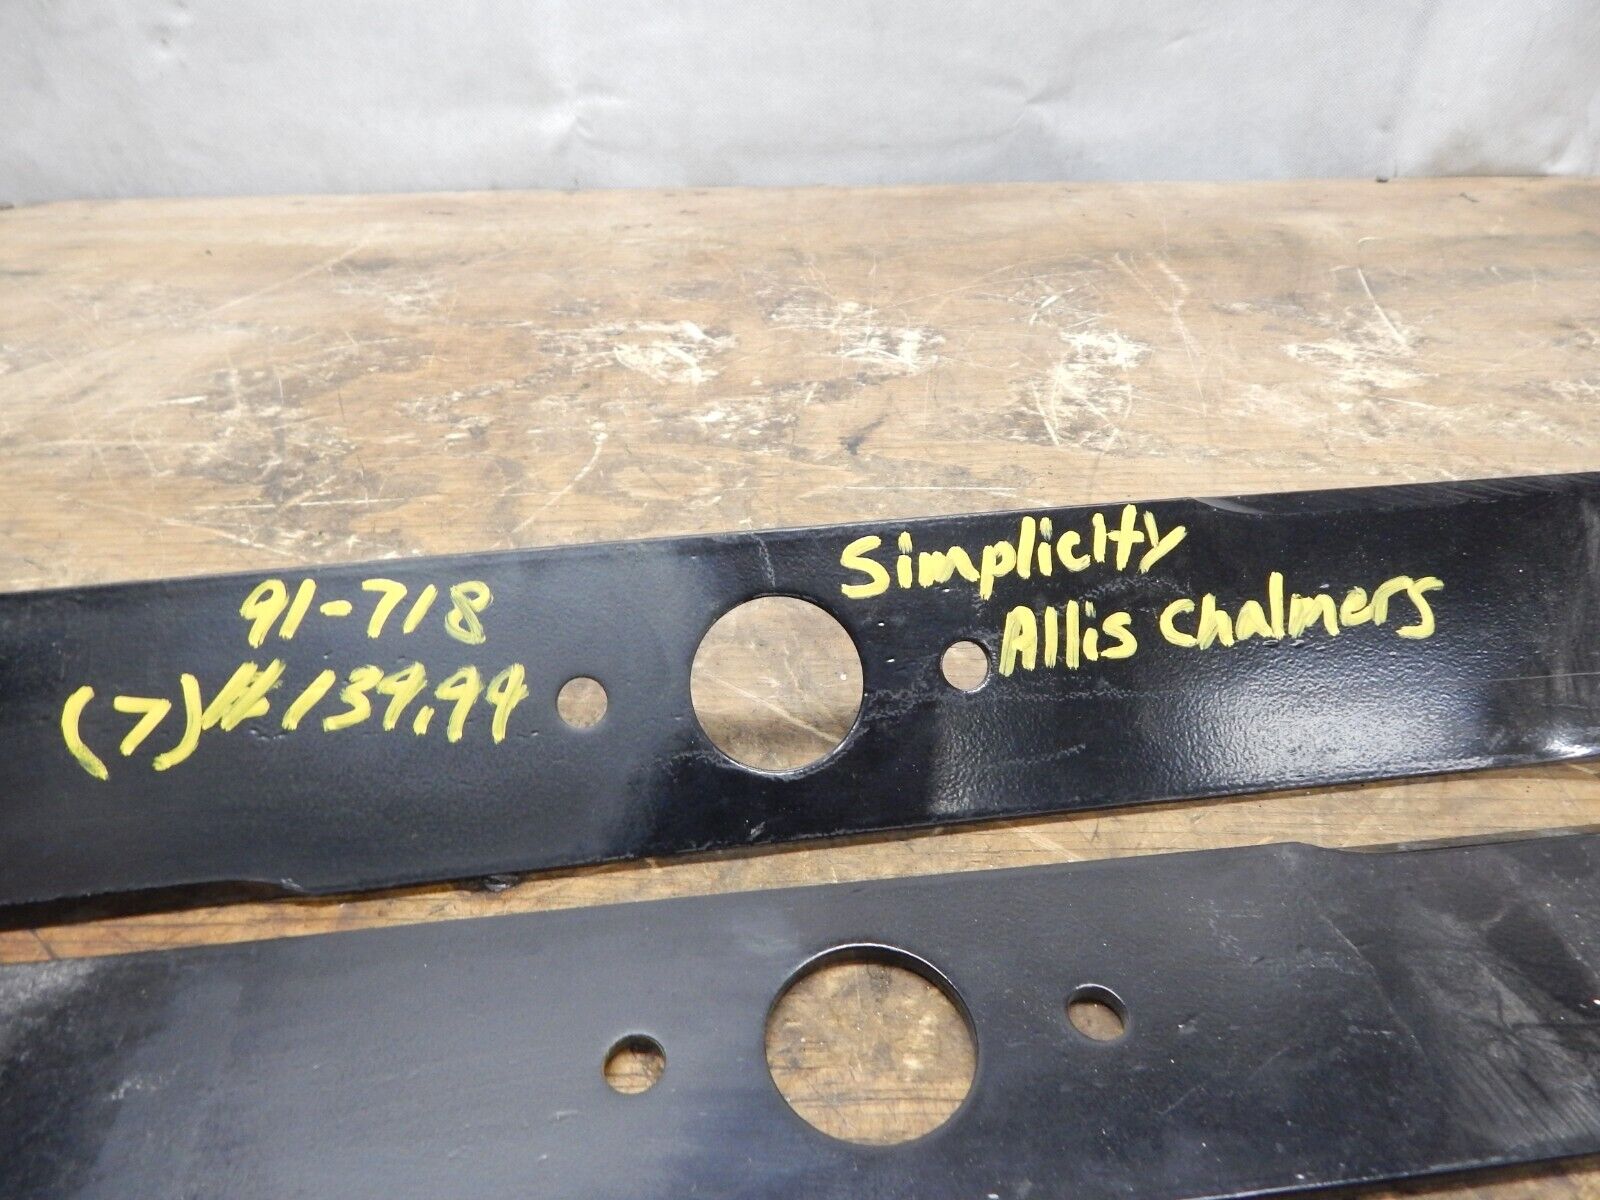 91-718
(7) # 139.99
Simplicity
Allis Chalmers